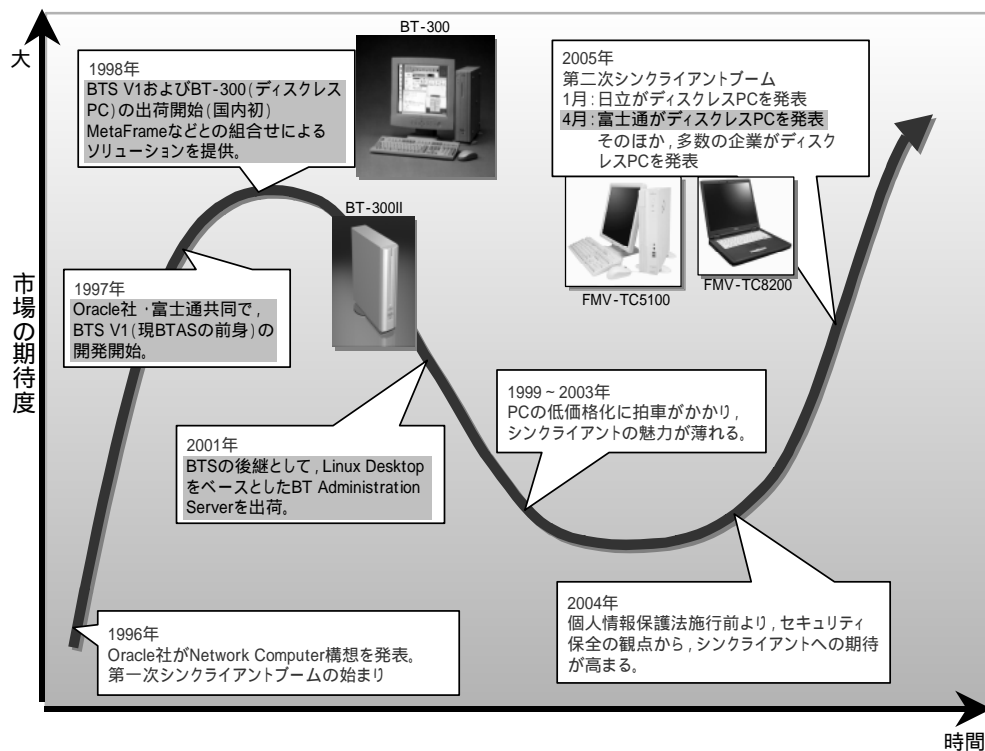 大
市場の期待度
BT-300
1998年
BTS V1およびBT-300(ディスクレス
PC)の出荷開始(国内初)
MetaFrameなどとの組合せによる
ソリューションを提供。
BT-300II
1997年
Oracle社・富士通共同で,
BTS V1(現BTASの前身)の
開発開始。
2001年
BTSの後継として,Linux Desktop
をベースとしたBT Administration
Serverを出荷。
1996年
Oracle社がNetwork Computer構想を発表。
第一次シンクライアントブームの始まり
2005年
第二次シンクライアントブーム
1月:日立がディスクレスPCを発表
4月:富士通がディスクレスPCを発表
そのほか,多数の企業がディスク
レスPCを発表
FMV-TC5100
FMV-TC8200
1999~2003年
PCの低価格化に拍車がかかり,
シンクライアントの魅力が薄れる。
2004年
個人情報保護法施行前より,セキュリティ
保全の観点から,シンクライアントへの期待
が高まる。
時間